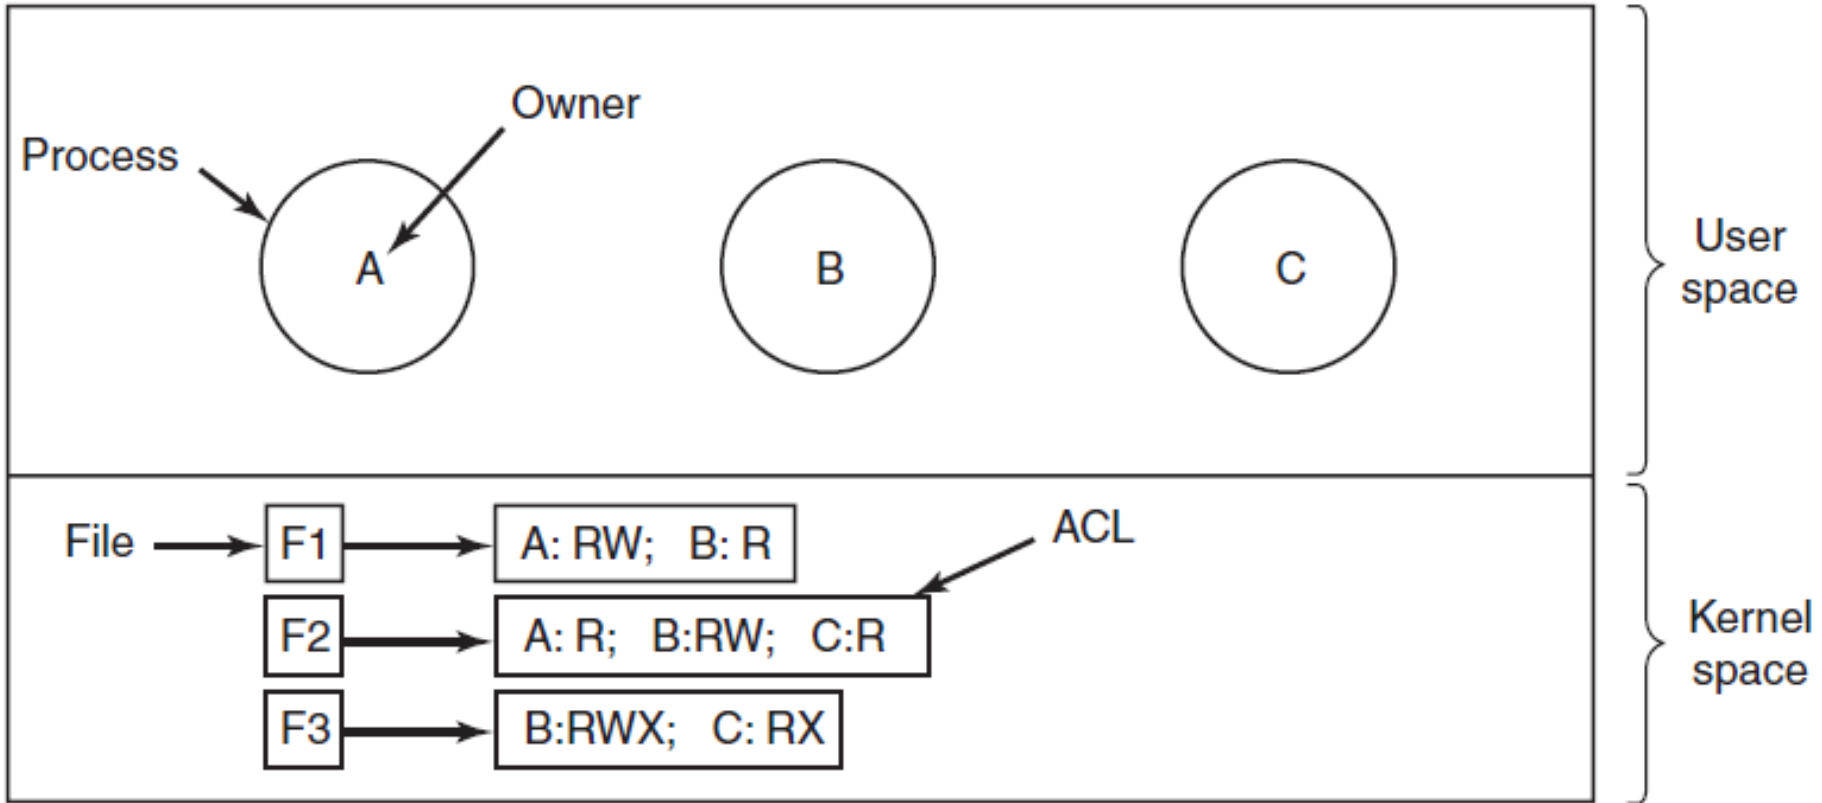 Owner
Process
A
B
C
User
space
File
F1
A: RW; B: R
ACL
F2
A: R; B:RW; C:R
F3
B:RWX; C: RX
Kernel
space